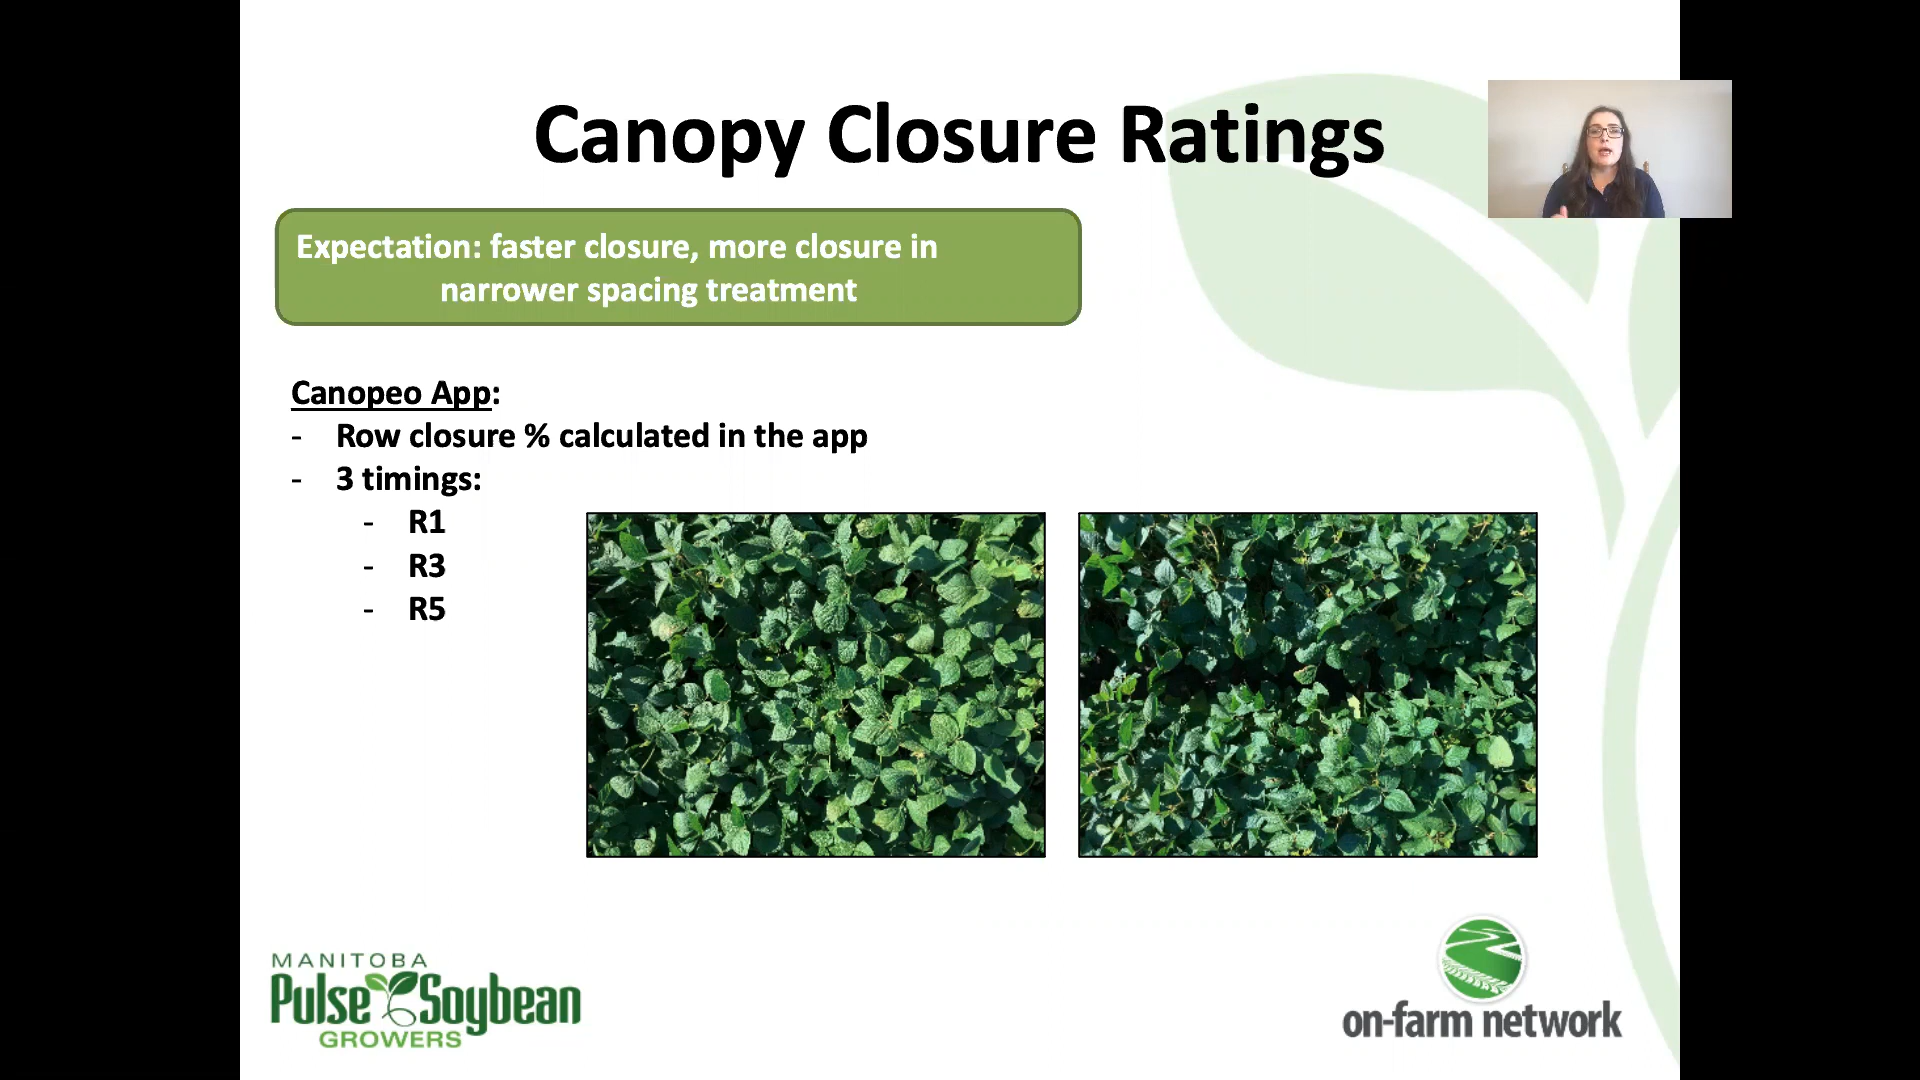 Canopy Closure Ratings
Expectation: faster closure, more closure in
narrower spacing treatment
Canopeo App:
- Row closure % calculated in the app
- 3 timings:
- R1
- R3
- R5
MANITOBA
Pulse Soybean
GROWERS
on-farm network